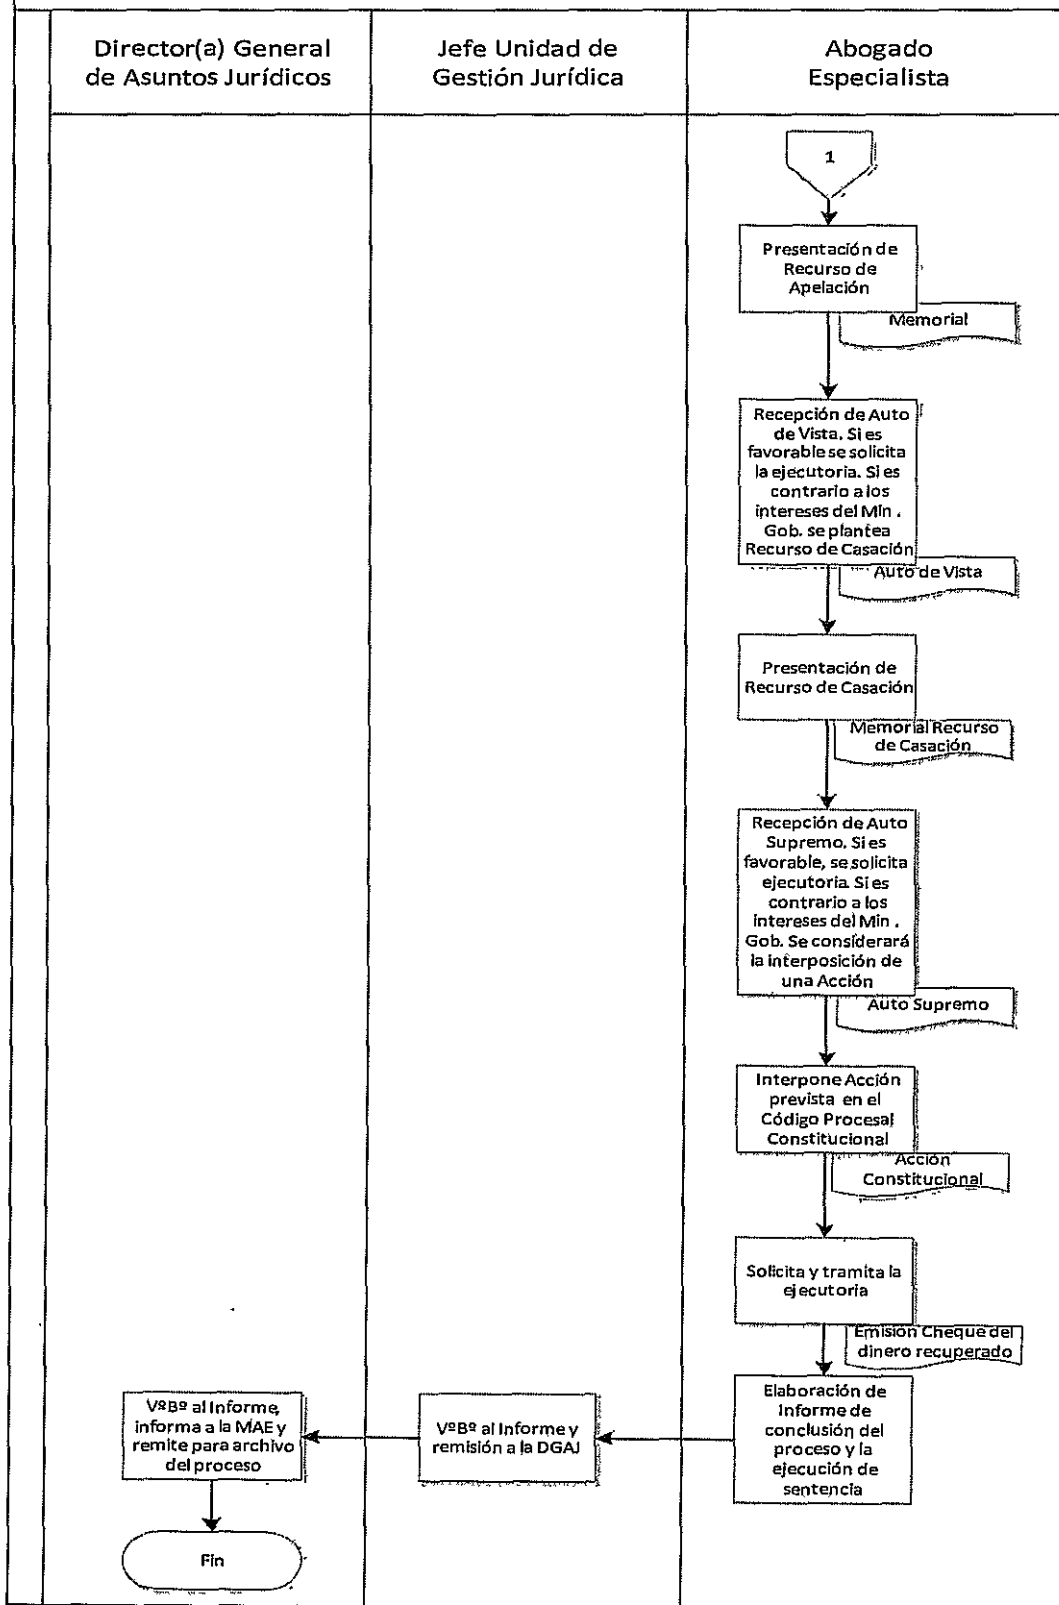 Director(a) General
de Asuntos Jurídicos
Jefe Unidad de
Gestión Jurídica
Abogado
Especialista
1
Presentación de
Recurso de
Apelación
Memorial
Recepción de Auto
de Vista. Si es
favorable se solicita
la ejecutoria. Si es
contrario a los
intereses del Min .
Gob. se plantea
Recurso de Casación
Auto de Vista
Presentación de
Recurso de Casación
Memorial Recurso
de Casación
Recepción de Auto
Supremo. Si es
favorable, se solicita
ejecutoria. Si es
contrario a los
intereses del Min .
Gob. Se considerará
la interposición de
una Acción
Auto Supremo
Interpone Acción
prevista en el
Código Procesal
Constitucional
Acción
Constitucional
Solicita y tramita la
ejecutoria
Emisión Cheque del
dinero recuperado
Elaboración de
Informe de
conclusión del
proceso y la
ejecución de
sentencia
VºBº al Informe y
remisión a la DGAJ
VºBº al Informe,
informa a la MAE y
remite para archivo
del proceso
Fin